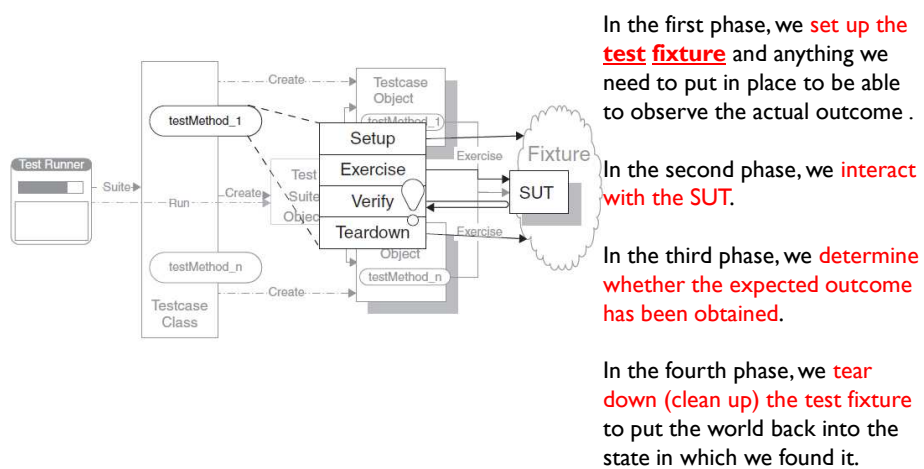 Test Runner
Suite
Create
testMethod_1
Run
Create
testMethod_n
Create
Testcase
Class
Testcase
Object
testMethod_1
Test
Suite
Object
Setup
Exercise
Verify
Teardown
Exercise
Exercise
Fixture
SUT
Object
testMethod_n
In the first phase, we set up the
test fixture and anything we
need to put in place to be able
to observe the actual outcome .
In the second phase, we interact
with the SUT.
In the third phase, we determine
whether the expected outcome
has been obtained.
In the fourth phase, we tear
down (clean up) the test fixture
to put the world back into the
state in which we found it.